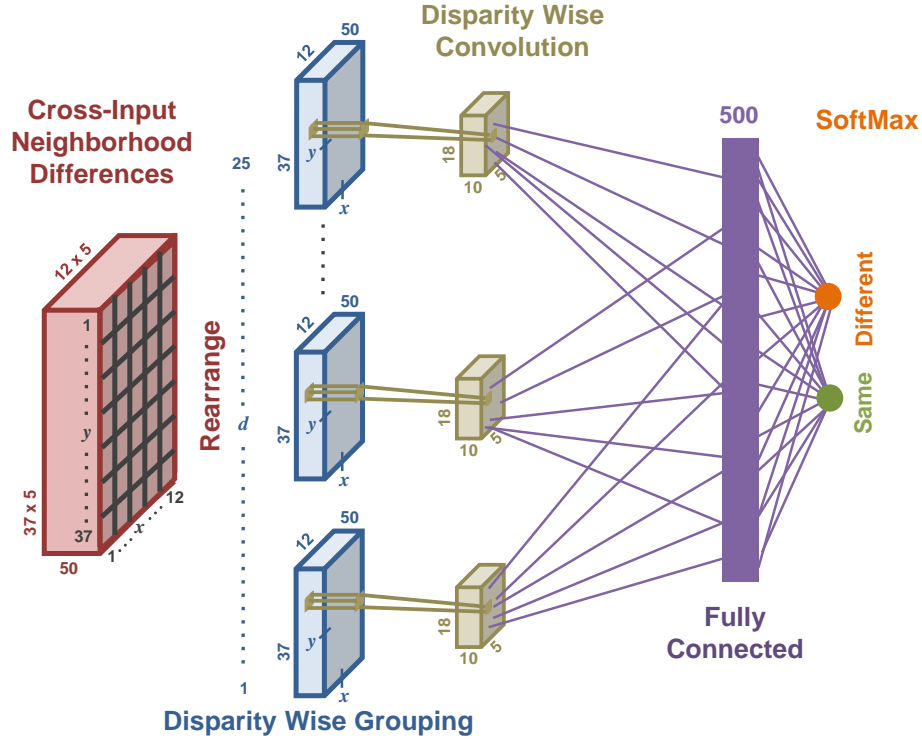 Disparity Wise
Convolution
Cross-Input
Neighborhood
Differences
12 x 5
1
y
37
37 x 5
50
1
x
12
Rearrange
25
d
1
12
50
37
y
x
18
10
5
12
50
37
y
x
18
10
5
12
50
37
y
x
18
10
5
Disparity Wise Grouping
500
Fully
Connected
SoftMax
Different
Same